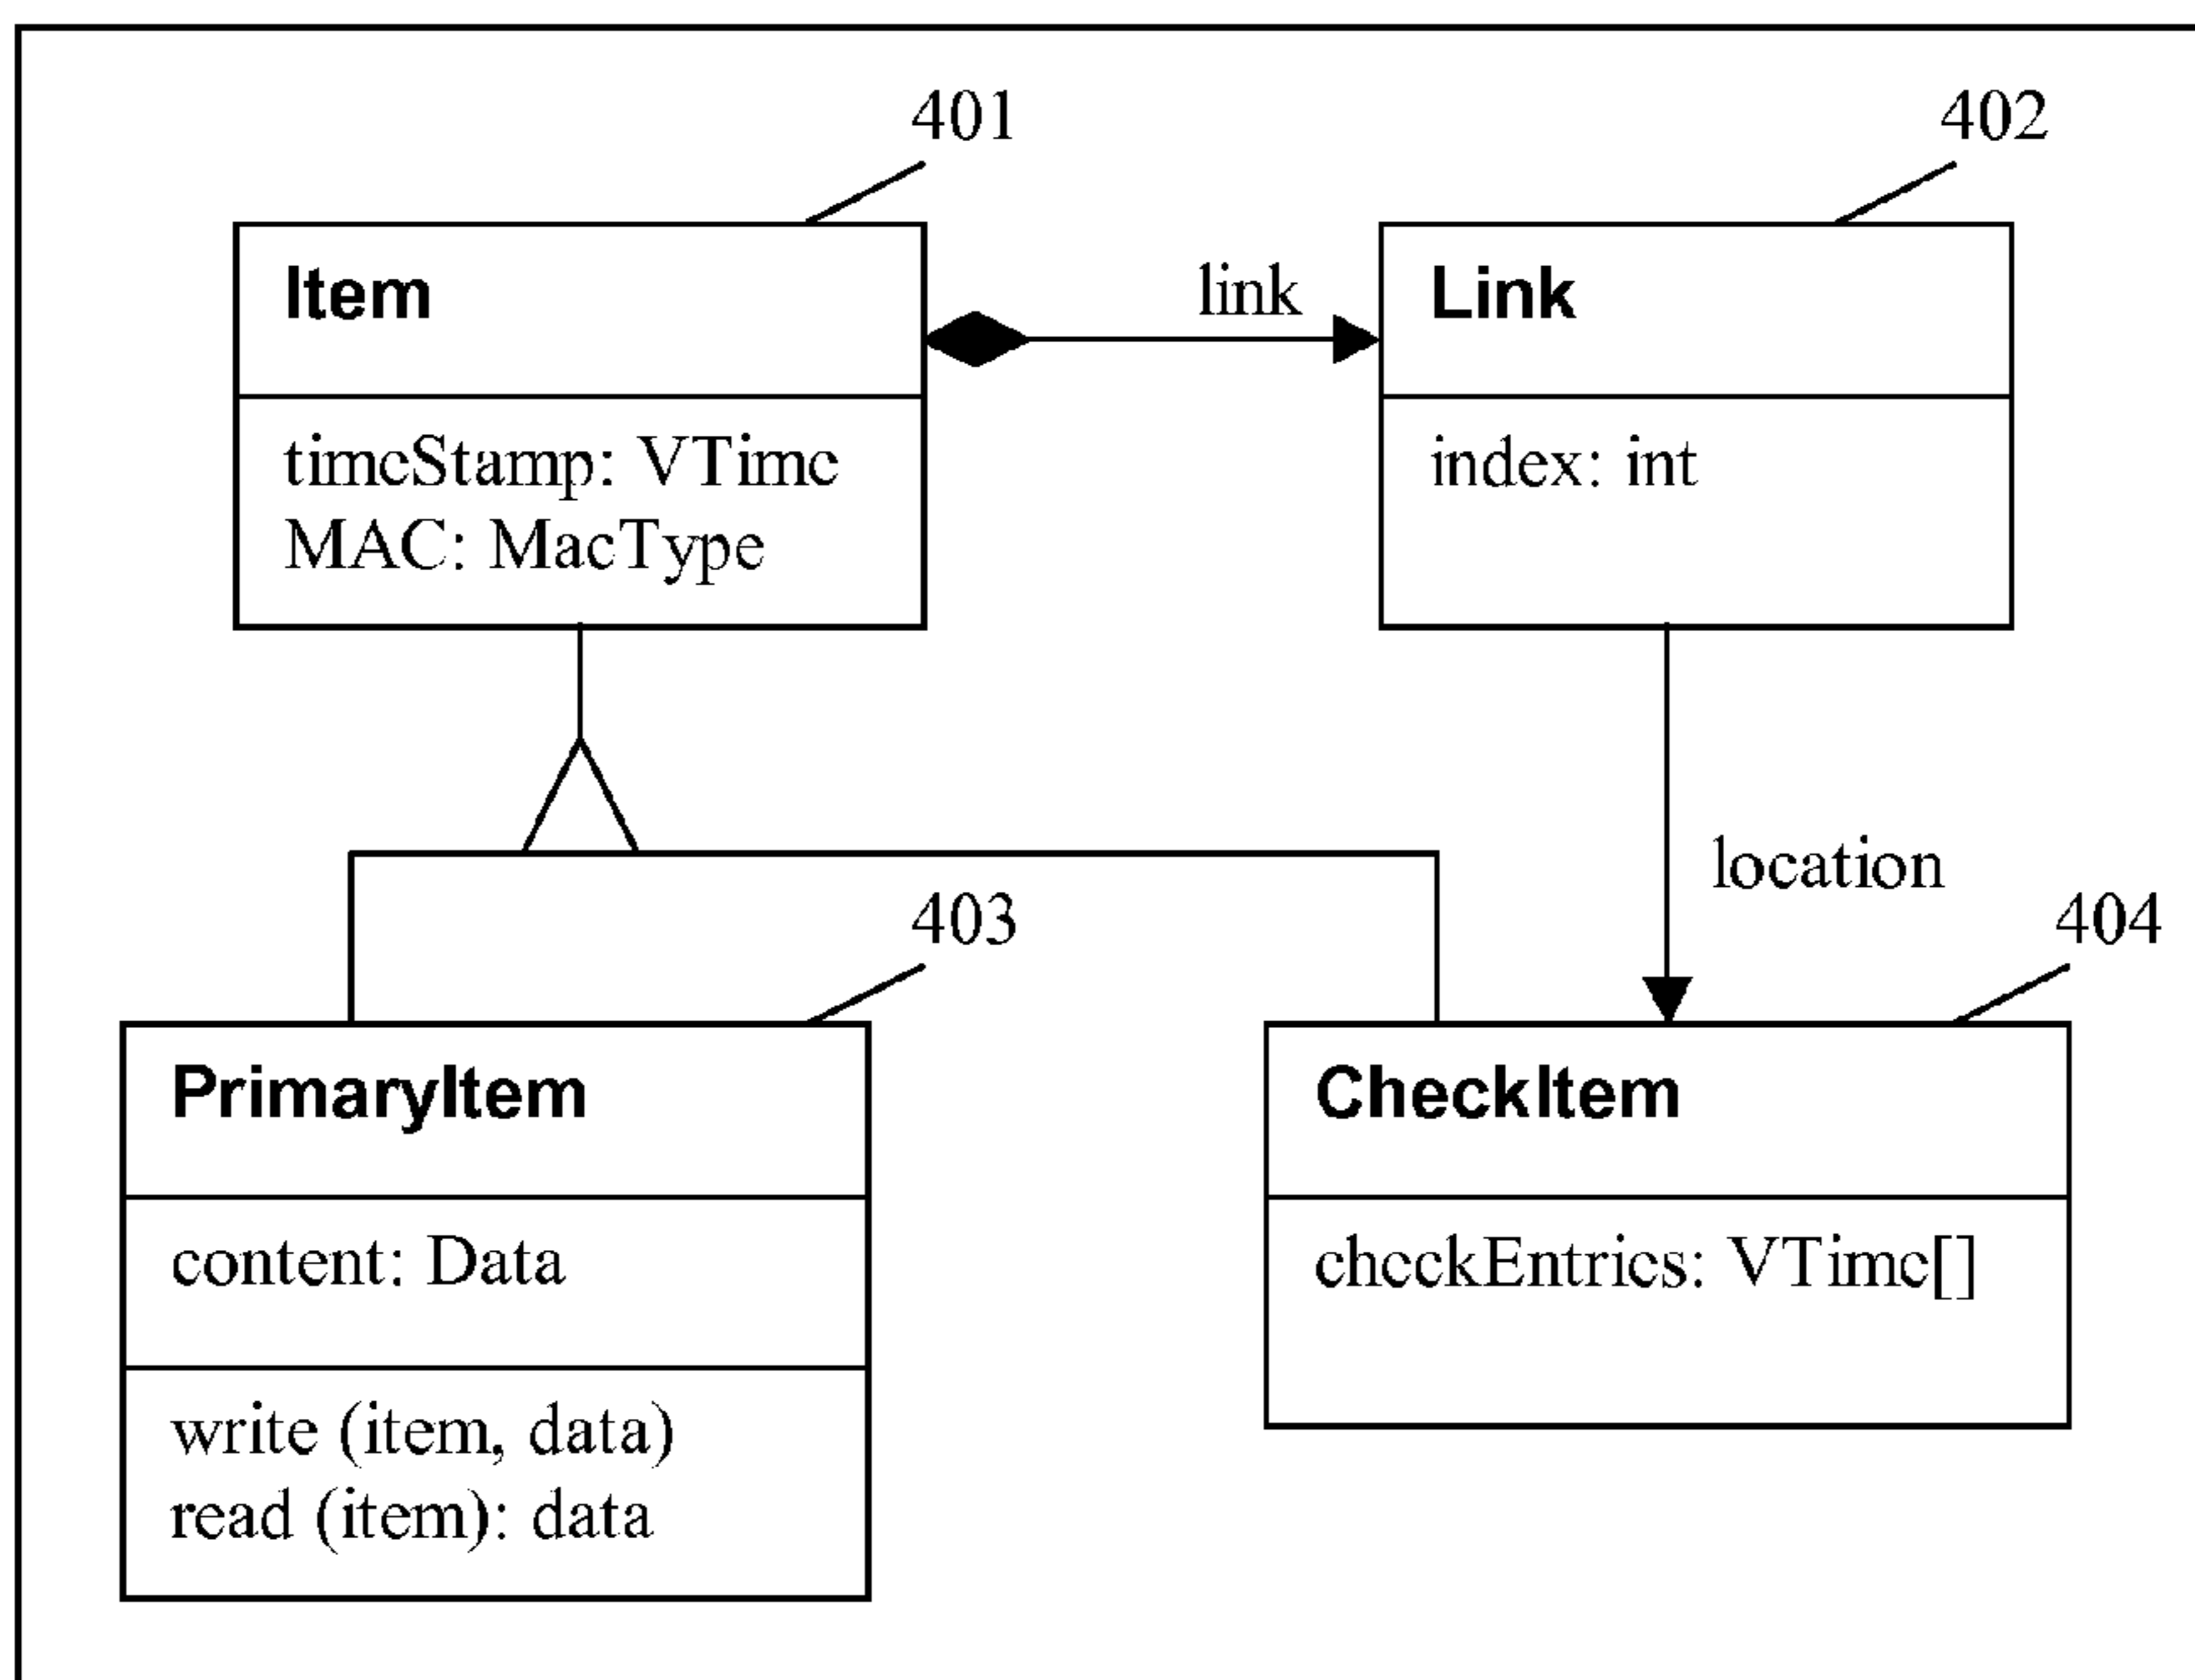 401
402
Item
link
Link
timeStamp: VTime
MAC: MacType
index: int
location
403
404
PrimaryItem
CheckItem
content: Data
checkEntries: VTime[]
write (item, data)
read (item): data